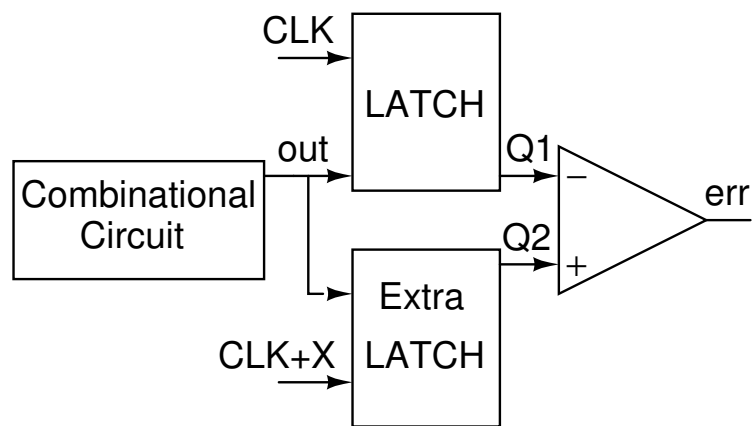 CLK
LATCH
out
Q1
Combinational
Circuit
−
err
Q2
+
Extra
LATCH
CLK+X